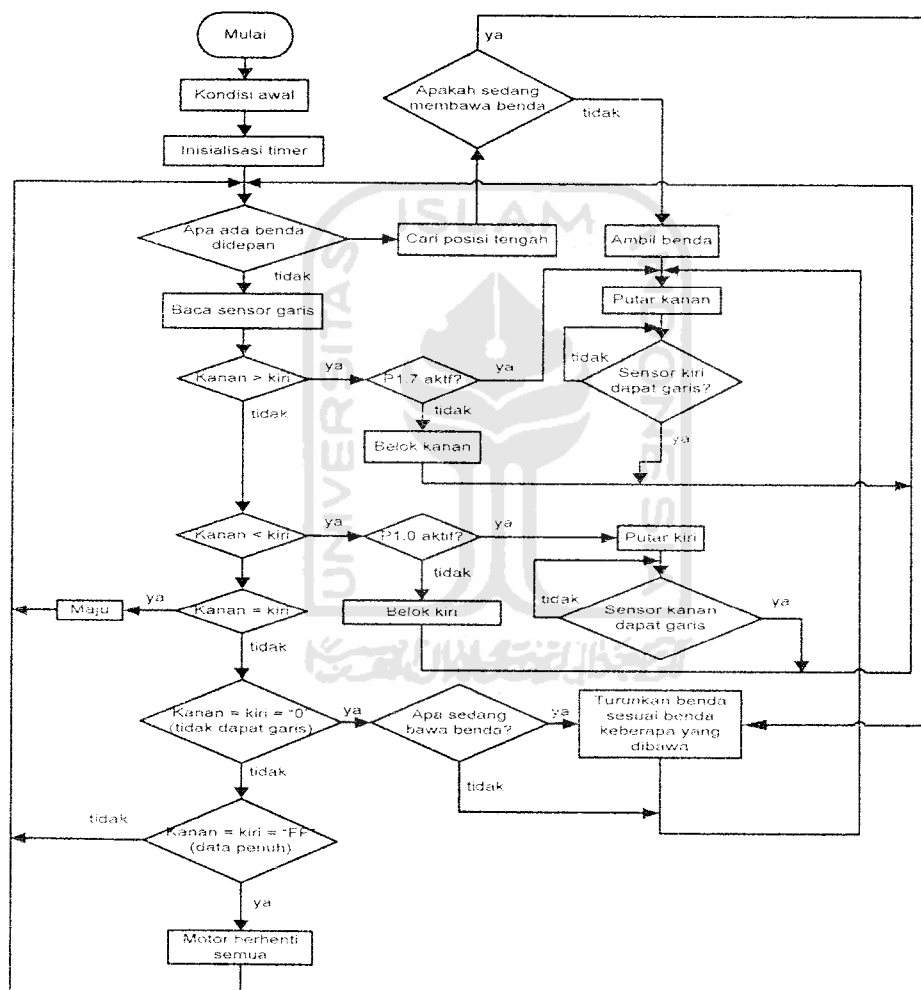 Mulai
Kondisi awal
Inisialisasi timer
Apa ada benda
didepan
tidak
Cari posisi tengah
Apakah sedang
membawa benda
ya
tidak
Ambil benda
Putar kanan
tidak
Sensor kiri
dapat garis?
ya
Baca sensor garis
Kanan > kiri
ya
tidak
P1.7 aktf?
ya
tidak
Belok kanan
Kanan < kiri
ya
P1.0 aktif?
ya
tidak
Putar kiri
Belok kiri
tidak
Sensor kanan
dapat garis
ya
Kanan = kiri
ya
Maju
tidak
Kanan = kiri = "0"
(tidak dapat garis)
ya
tidak
Apa sedang
bawa benda?
ya
tidak
Turunkan benda
sesuai benda
keberapa yang
dibawa
Kanan = kiri = "FF"
(data penuh)
tidak
ya
Motor berhenti
semua
UNIVERSITAS
ISLAM
INDONESIA